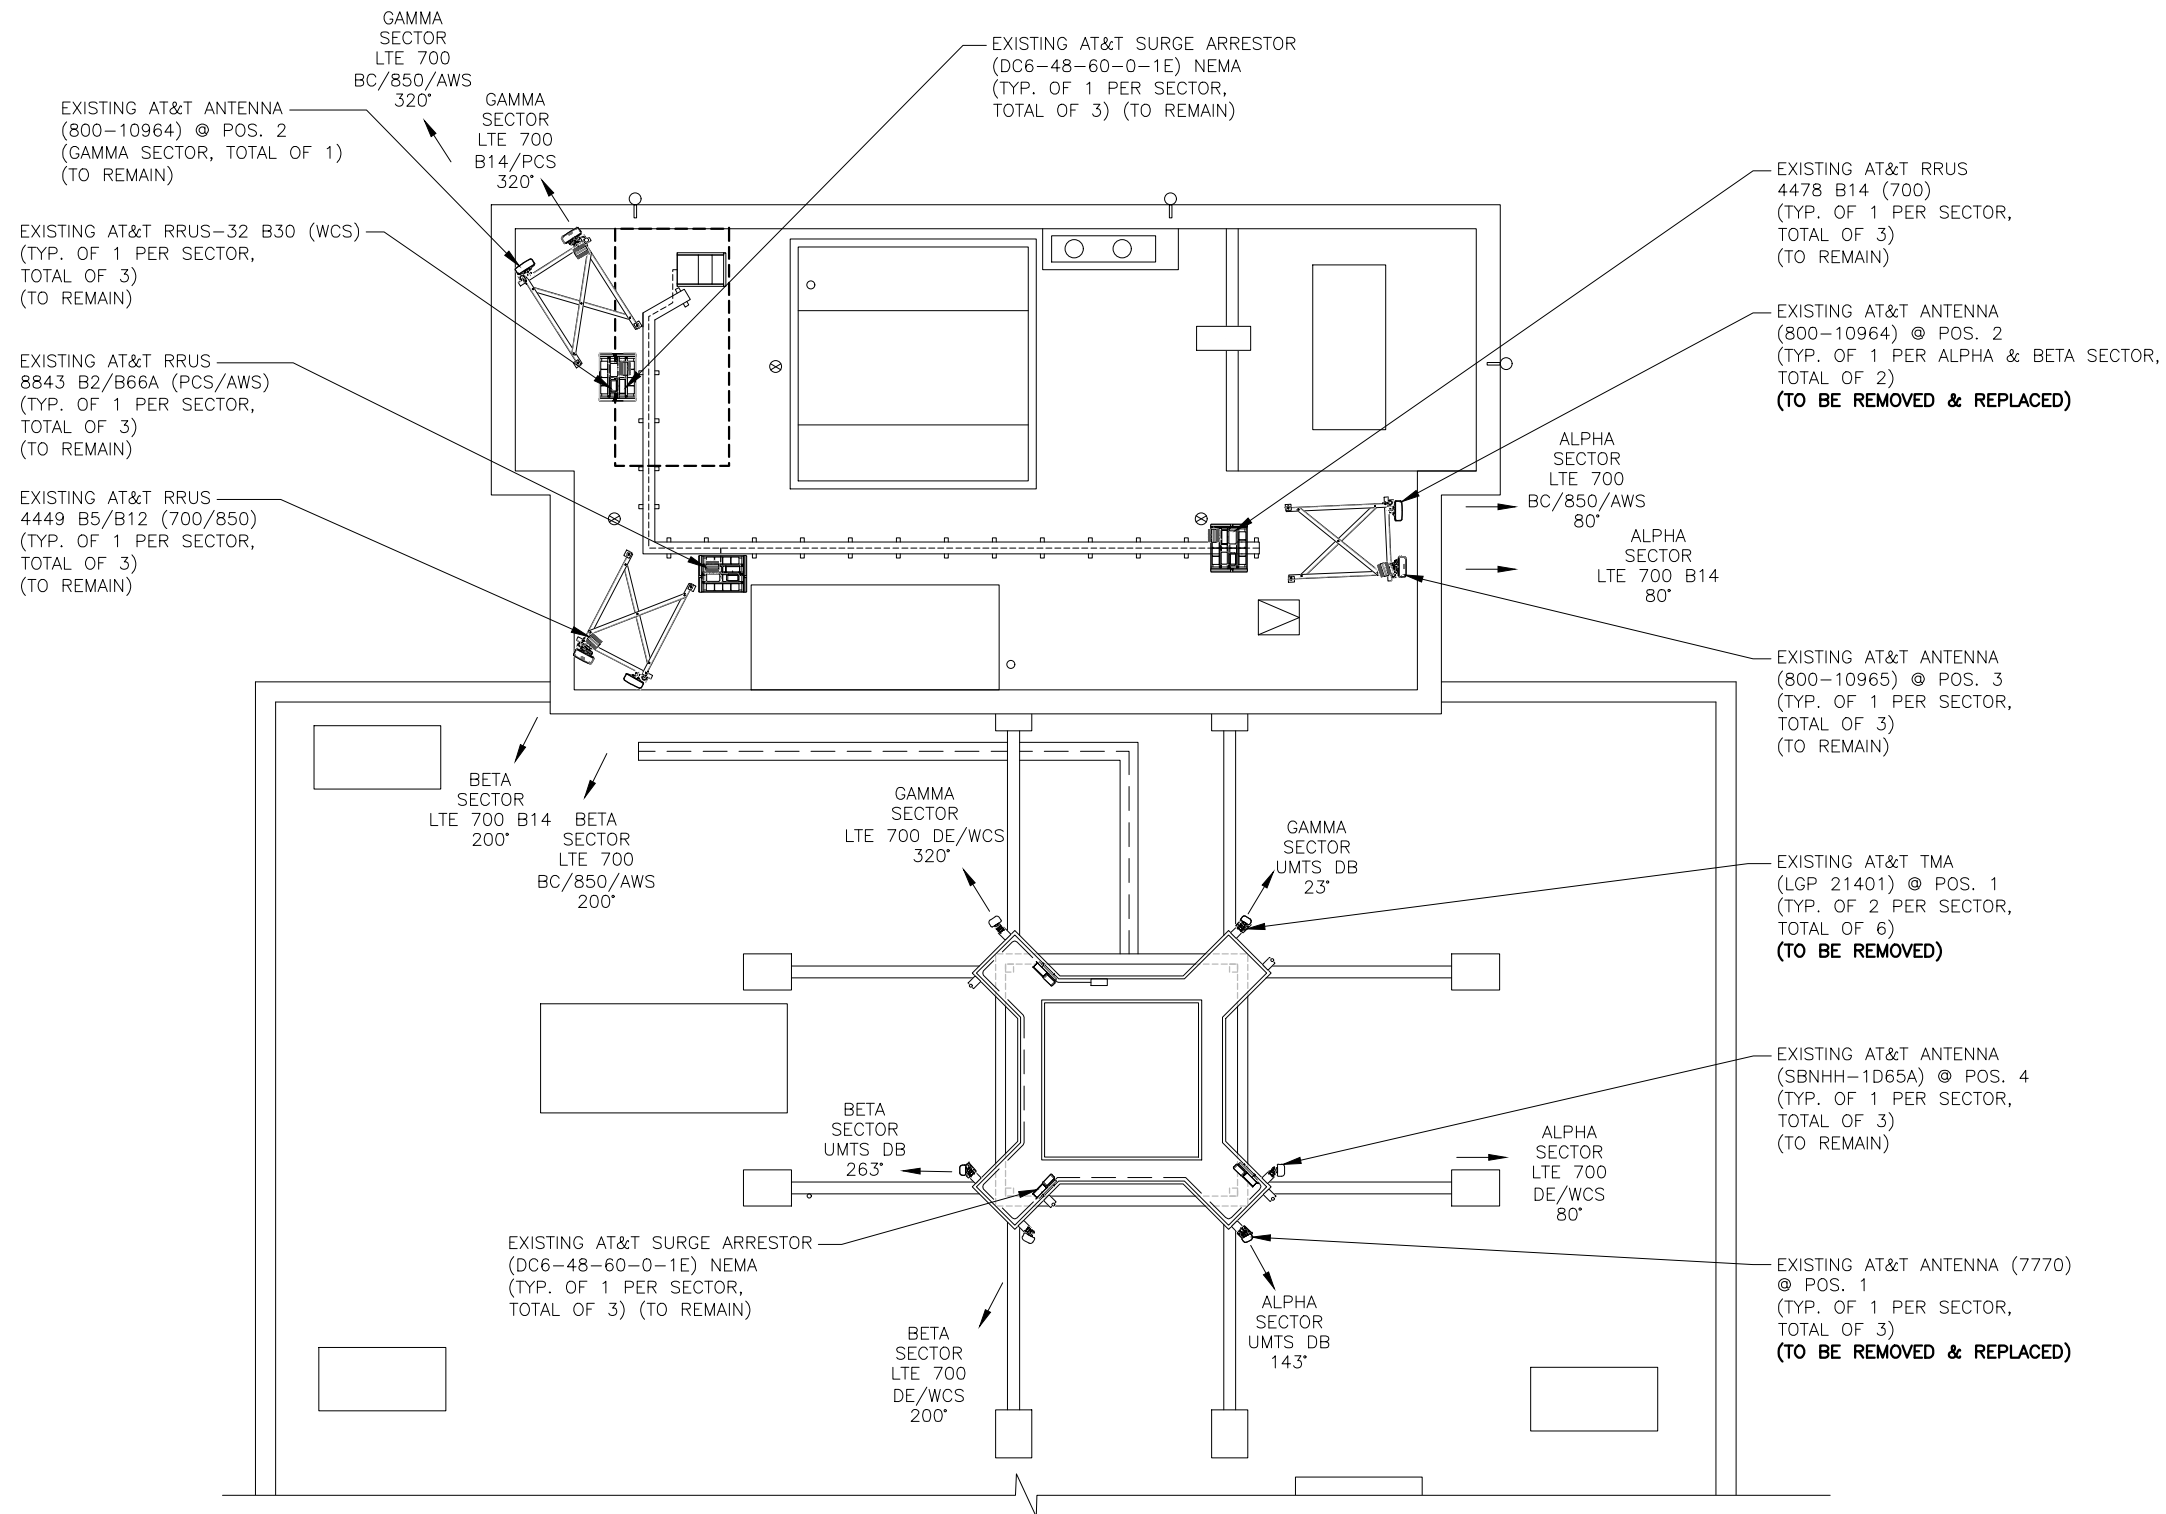 GAMMA
SECTOR
LTE 700
BC/850/AWS
320°
GAMMA
SECTOR
LTE 700
B14/PCS
320°
EXISTING AT&T SURGE ARRESTOR
(DC6-48-60-0-1E) NEMA
(TYP. OF 1 PER SECTOR,
TOTAL OF 3) (TO REMAIN)
EXISTING AT&T ANTENNA
(800-10964) @ POS. 2
(GAMMA SECTOR, TOTAL OF 1)
(TO REMAIN)
EXISTING AT&T RRUS-32 B30 (WCS)
(TYP. OF 1 PER SECTOR,
TOTAL OF 3)
(TO REMAIN)
EXISTING AT&T RRUS
8843 B2/B66A (PCS/AWS)
(TYP. OF 1 PER SECTOR,
TOTAL OF 3)
(TO REMAIN)
EXISTING AT&T RRUS
4449 B5/B12 (700/850)
(TYP. OF 1 PER SECTOR,
TOTAL OF 3)
(TO REMAIN)
EXISTING AT&T RRUS
4478 B14 (700)
(TYP. OF 1 PER SECTOR,
TOTAL OF 3)
(TO REMAIN)
EXISTING AT&T ANTENNA
(800-10964) @ POS. 2
(TYP. OF 1 PER ALPHA & BETA SECTOR,
TOTAL OF 2)
(TO BE REMOVED & REPLACED)
ALPHA
SECTOR
LTE 700
BC/850/AWS
80°
ALPHA
SECTOR
LTE 700 B14
80°
EXISTING AT&T ANTENNA
(800-10965) @ POS. 3
(TYP. OF 1 PER SECTOR,
TOTAL OF 3)
(TO REMAIN)
BETA
SECTOR
LTE 700 B14
200°
BETA
SECTOR
LTE 700
BC/850/AWS
200°
GAMMA
SECTOR
LTE 700 DE/WCS
320°
GAMMA
SECTOR
UMTS DB
23°
EXISTING AT&T TMA
(LGP 21401) @ POS. 1
(TYP. OF 2 PER SECTOR,
TOTAL OF 6)
(TO BE REMOVED)
EXISTING AT&T ANTENNA
(SBNHH-1D65A) @ POS. 4
(TYP. OF 1 PER SECTOR,
TOTAL OF 3)
(TO REMAIN)
BETA
SECTOR
UMTS DB
263°
ALPHA
SECTOR
LTE 700
DE/WCS
80°
EXISTING AT&T SURGE ARRESTOR
(DC6-48-60-0-1E) NEMA
(TYP. OF 1 PER SECTOR,
TOTAL OF 3) (TO REMAIN)
EXISTING AT&T ANTENNA (7770)
@ POS. 1
(TYP. OF 1 PER SECTOR,
TOTAL OF 3)
(TO BE REMOVED & REPLACED)
ALPHA
SECTOR
UMTS DB
143°
BETA
SECTOR
LTE 700
DE/WCS
200°